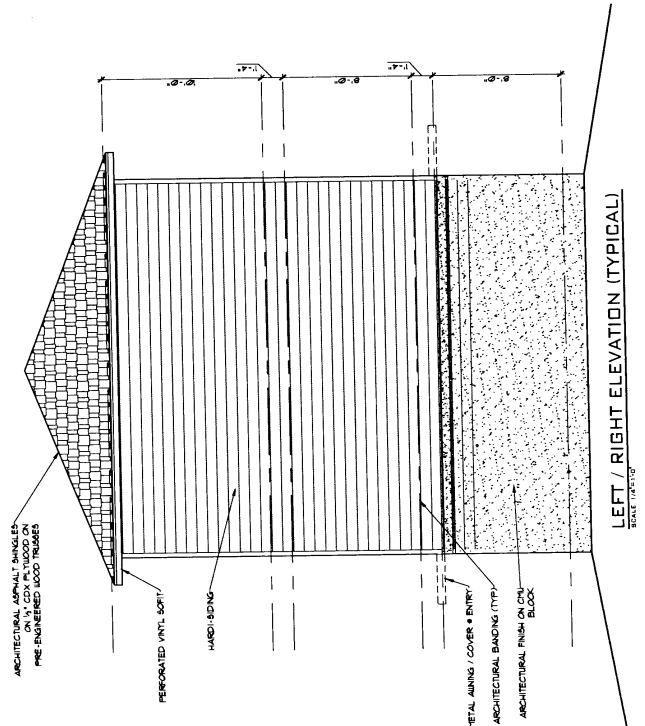 ARCHITECTURAL ASPHALT SHINGLES
ON ½" CDX PLYWOOD ON
PRE-ENGINEERED WOOD TRUSSES
PERFORATED VINYL SOFIT
HARDI-SIDING
METAL AWNING / COVER @ ENTRY
ARCHITECTURAL BANDING (TYP)
ARCHITECTURAL FINISH ON CMU
BLOCK
10'-0"
1'-4"
8'-0"
1'-4"
8'-0"
LEFT / RIGHT ELEVATION (TYPICAL)
SCALE 1/4"=1'-0"